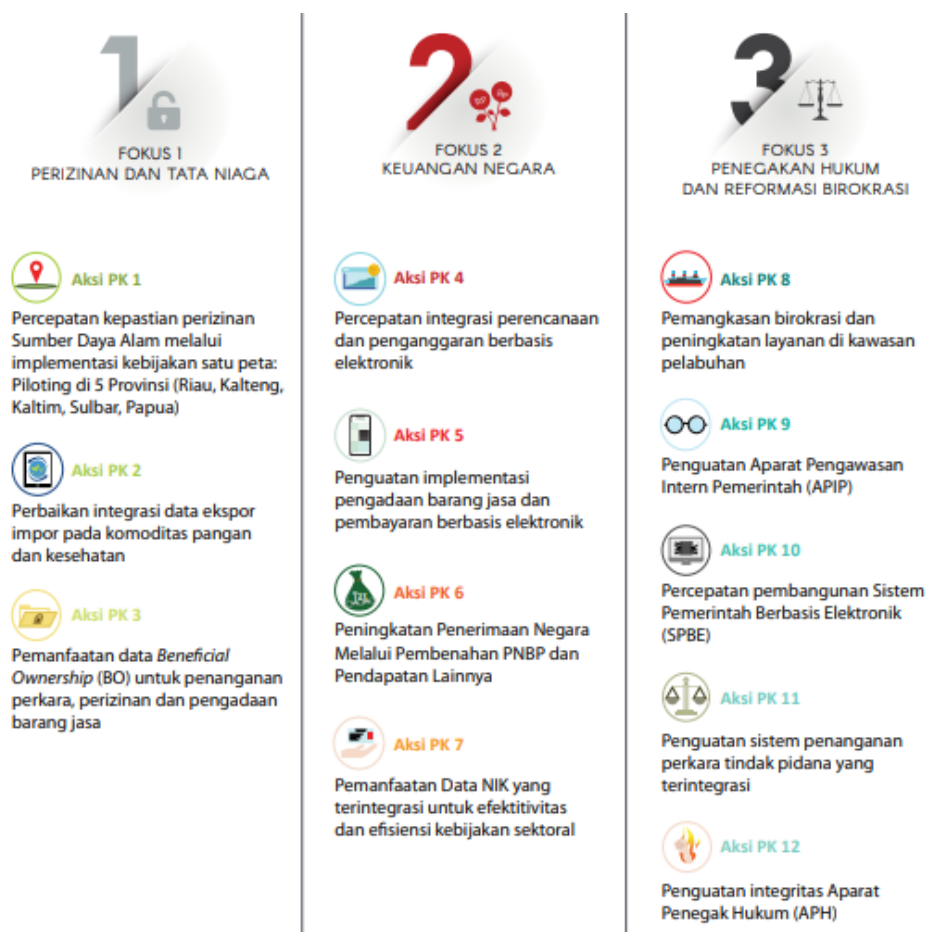 1
FOKUS 1
PERIZINAN DAN TATA NIAGA
Aksi PK 1
Percepatan kepastian perizinan
Sumber Daya Alam melalui
implementasi kebijakan satu peta:
Piloting di 5 Provinsi (Riau, Kalteng,
Kaltim, Sulbar, Papua)
Aksi PK 2
Perbaikan integrasi data ekspor
impor pada komoditas pangan
dan kesehatan
Aksi PK 3
Pemanfaatan data Beneficial
Ownership (BO) untuk penanganan
perkara, perizinan dan pengadaan
barang jasa
2
Rp Rp
FOKUS 2
KEUANGAN NEGARA
Aksi PK 4
Percepatan integrasi perencanaan
dan penganggaran berbasis
elektronik
Aksi PK 5
Penguatan implementasi
pengadaan barang jasa dan
pembayaran berbasis elektronik
Aksi PK 6
Peningkatan Penerimaan Negara
Melalui Pembenahan PNBP dan
Pendapatan Lainnya
Aksi PK 7
Pemanfaatan Data NIK yang
terintegrasi untuk efektitivitas
dan efisiensi kebijakan sektoral
3
FOKUS 3
PENEGAKAN HUKUM
DAN REFORMASI BIROKRASI
Aksi PK 8
Pemangkasan birokrasi dan
peningkatan layanan di kawasan
pelabuhan
Aksi PK 9
Penguatan Aparat Pengawasan
Intern Pemerintah (APIP)
Aksi PK 10
Percepatan pembangunan Sistem
Pemerintah Berbasis Elektronik
(SPBE)
Aksi PK 11
Penguatan sistem penanganan
perkara tindak pidana yang
terintegrasi
Aksi PK 12
Penguatan integritas Aparat
Penegak Hukum (APH)